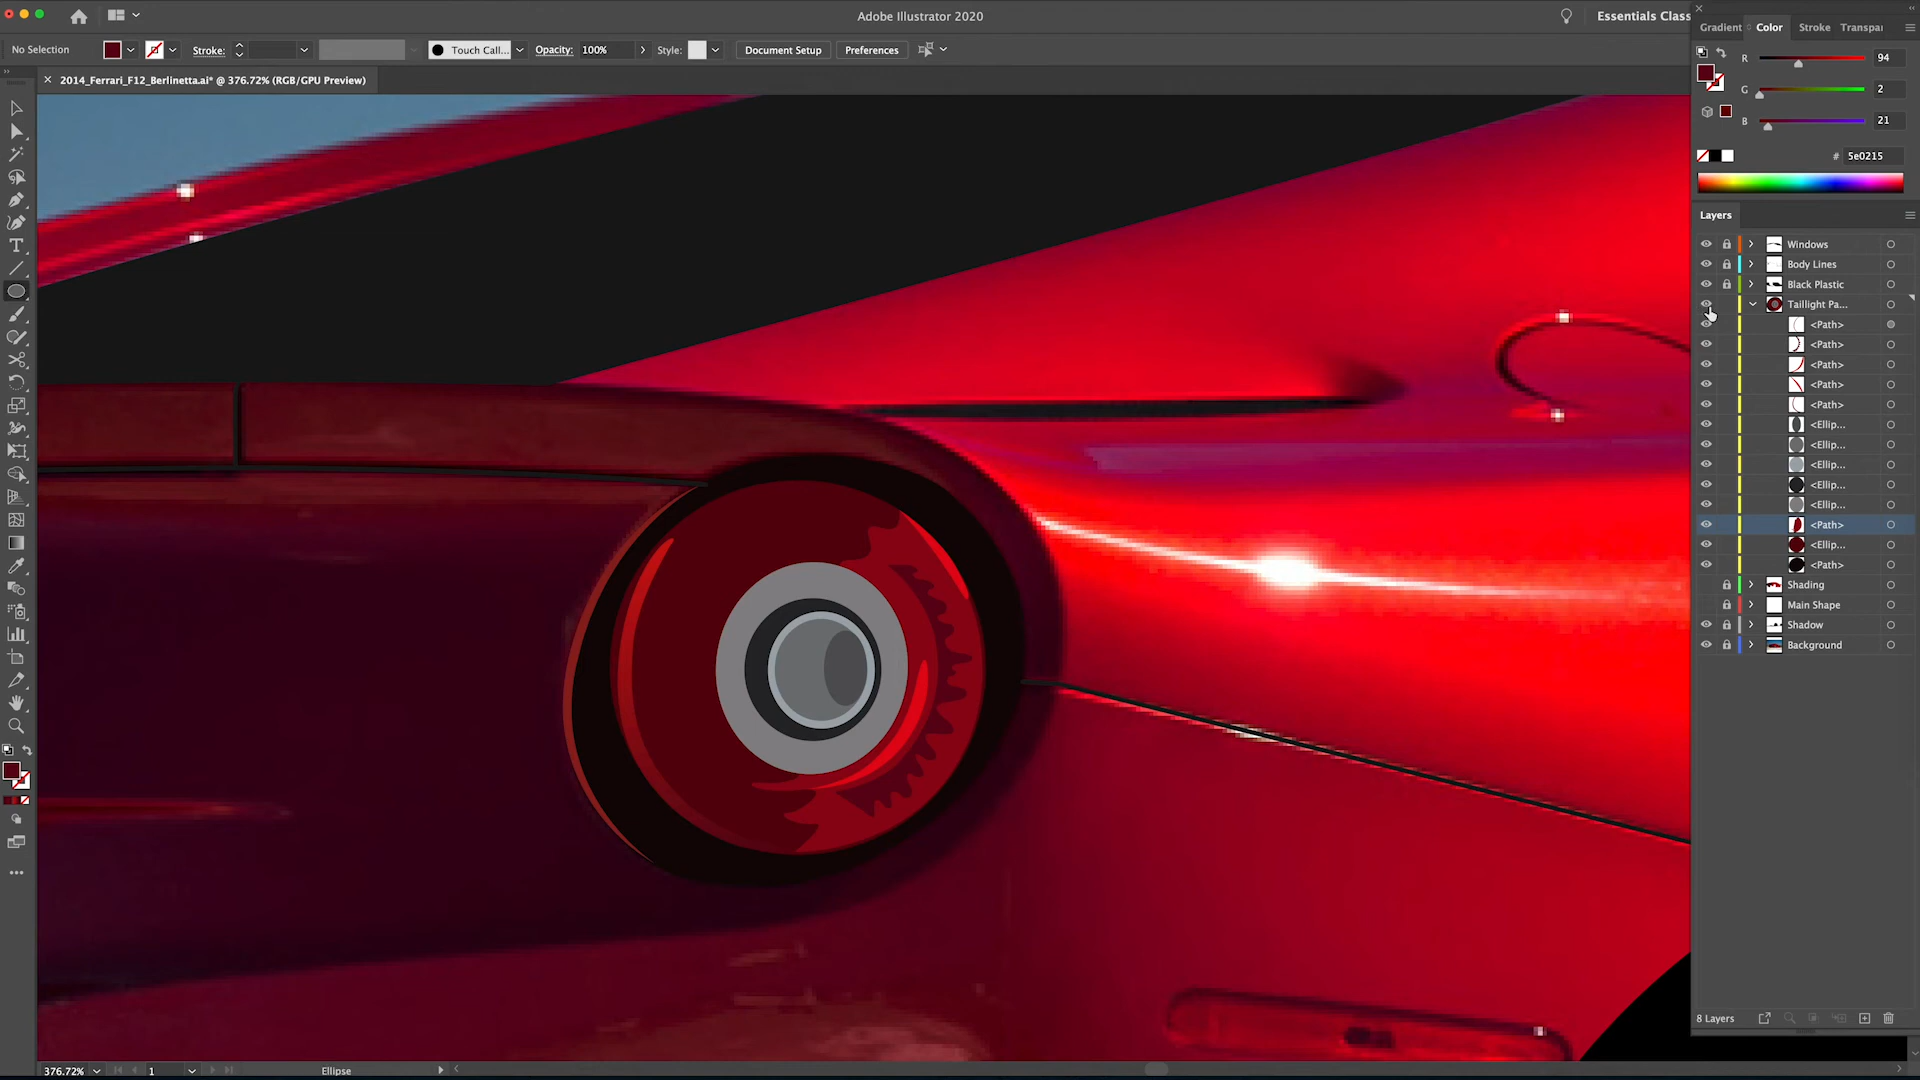 Adobe Illustrator 2020
Essentials Class
No Selection
Stroke:
Touch Call...
Opacity:
100%
Style:
Document Setup
Preferences
2014_Ferrari_F12_Berlinetta.ai* @ 376.72% (RGB/GPU Preview)
Gradient
Color
Stroke
Transpa
R
94
G
2
B
21
# 5e0215
Layers
Windows
Body Lines
Black Plastic
Taillight Pa...
<Path>
<Path>
<Path>
<Path>
<Path>
<Ellip...
<Ellip...
<Ellip...
<Ellip...
<Ellip...
<Path>
<Ellip...
<Path>
Shading
Main Shape
Shadow
Background
8 Layers
376.72%
1
Ellipse